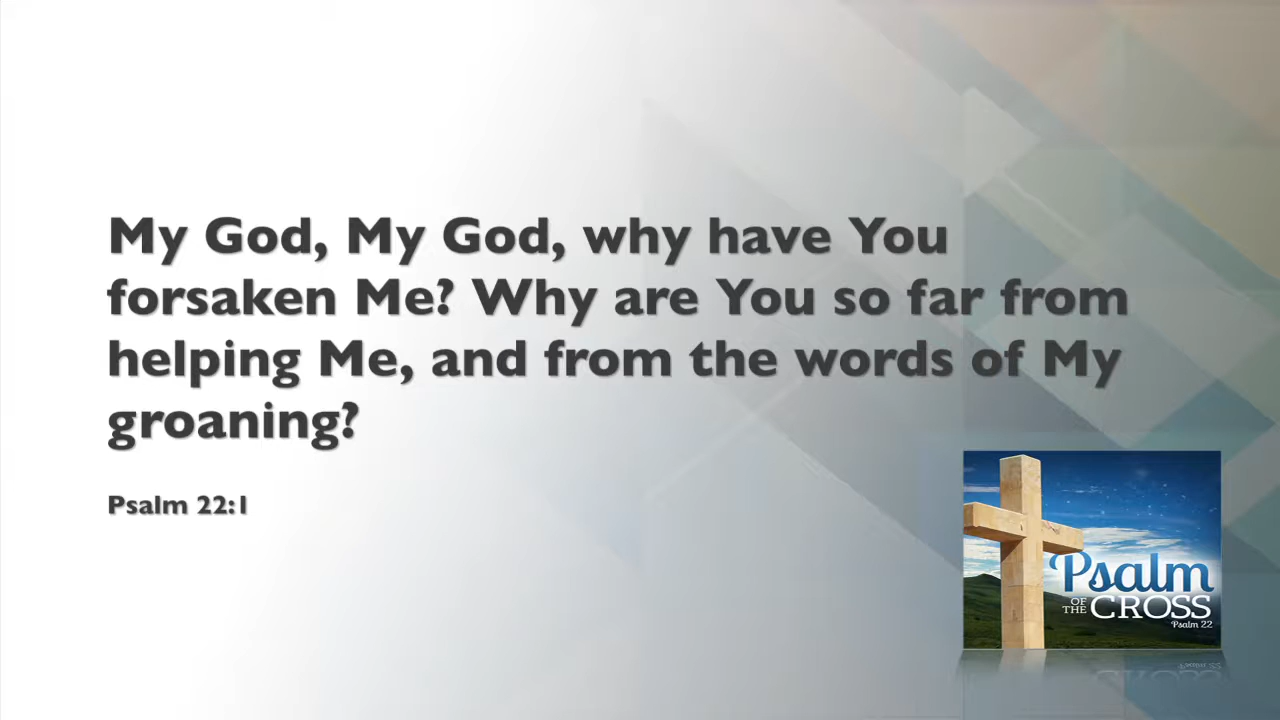 My God, My God, why have You
forsaken Me? Why are You so far from
helping Me, and from the words of My
groaning?
Psalm 22:1
Psalm
OF THE CROSS
Psalm 22